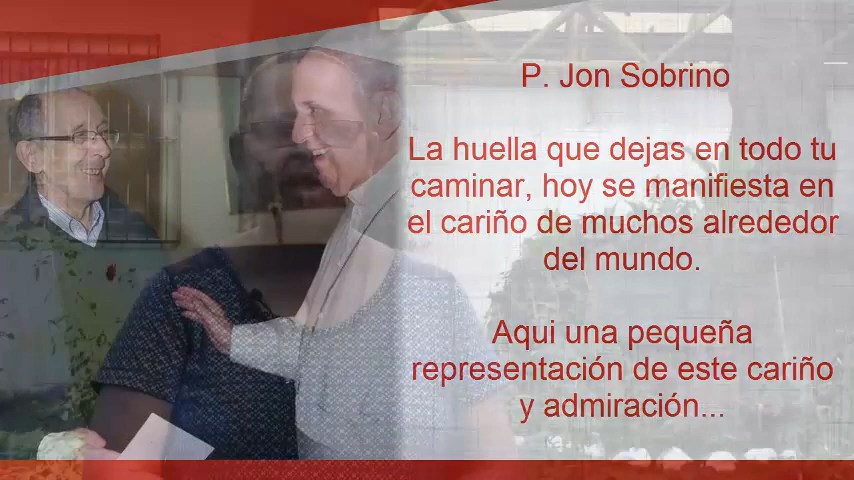 P. Jon Sobrino
La huella que dejas en todo tu
caminar, hoy se manifiesta en
el cariño de muchos alrededor
del mundo.
Aqui una pequeña
representación de este cariño
y admiración...